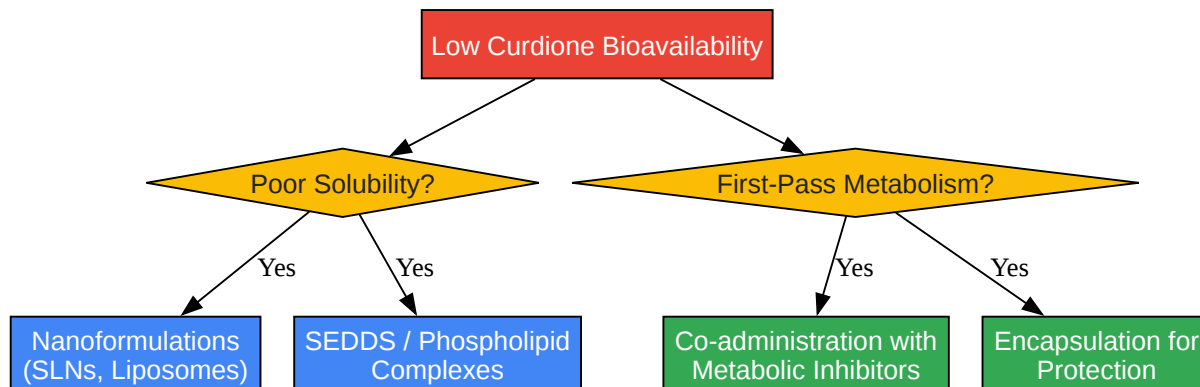 Low Curdione Bioavailability
Poor Solubility?
First-Pass Metabolism?
Yes
Yes
Yes
Yes
Nanoformulations
(SLNs, Liposomes)
SEDDS / Phospholipid
Complexes
Co-administration with
Metabolic Inhibitors
Encapsulation for
Protection